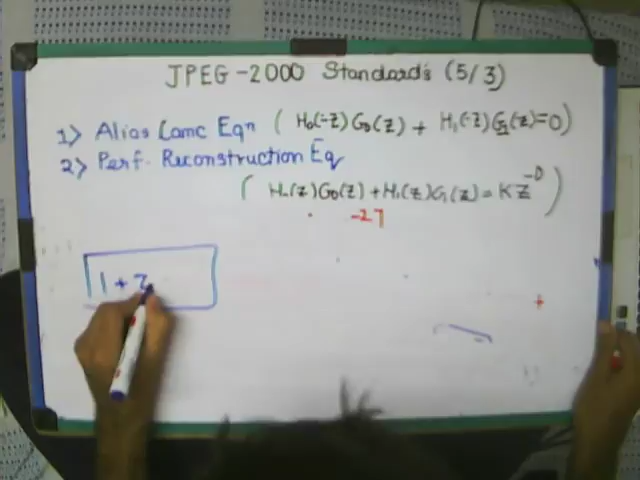 JPEG-2000 Standards (5/3)
1) Alias Canc Eqn ( H0(-z)G0(z) + H1(-z)G1(z)=0)
2) Perf. Reconstruction Eq
( H0(z)G0(z) + H1(z)G1(z) = KZ^-D )
-27
+
1 + z